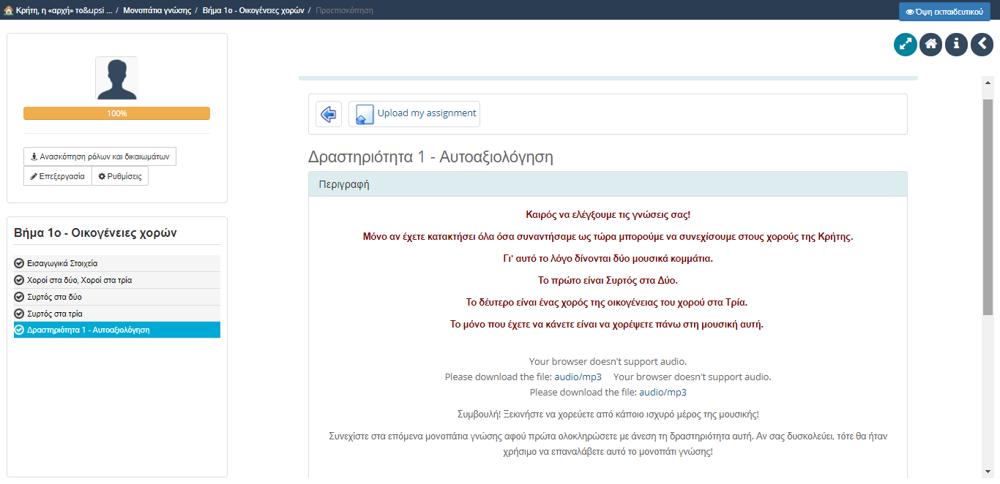 Κρήτη, η «αρχή» το&upsi ... / Μονοπάτια γνώσης / Βήμα 1ο - Οικογένειες χορών / Προεπισκόπηση
Όψη εκπαιδευτικού
100%
Ανασκόπηση ρόλων και δικαιωμάτων
Επεξεργασία
Ρυθμίσεις
Βήμα 1ο - Οικογένειες χορών
Εισαγωγικά Στοιχεία
Χοροί στα δύο, Χοροί στα τρία
Συρτός στα δύο
Συρτός στα τρία
Δραστηριότητα 1 - Αυτοαξιολόγηση
Upload my assignment
Δραστηριότητα 1 - Αυτοαξιολόγηση
Περιγραφή
Καιρός να ελέγξουμε τις γνώσεις σας!
Μόνο αν έχετε κατακτήσει όλα όσα συναντήσαμε ως τώρα μπορούμε να συνεχίσουμε στους χορούς της Κρήτης.
Γι' αυτό το λόγο δίνονται δύο μουσικά κομμάτια.
Το πρώτο είναι Συρτός στα Δύο.
Το δέυτερο είναι ένας χορός της οικογένειας του χορού στα Τρία.
Το μόνο που έχετε να κάνετε είναι να χορέψετε πάνω στη μουσική αυτή.
Your browser doesn't support audio.
Please download the file: audio/mp3 Your browser doesn't support audio.
Please download the file: audio/mp3
Συμβουλή! Ξεκινήστε να χορεύετε από κάποιο ισχυρό μέρος της μουσικής!
Συνεχίστε στα επόμενα μονοπάτια γνώσης αφού πρώτα ολοκληρώσετε με άνεση τη δραστηριότητα αυτή. Αν σας δυσκολεύει, τότε θα ήταν
χρήσιμο να επαναλάβετε αυτό το μονοπάτι γνώσης!